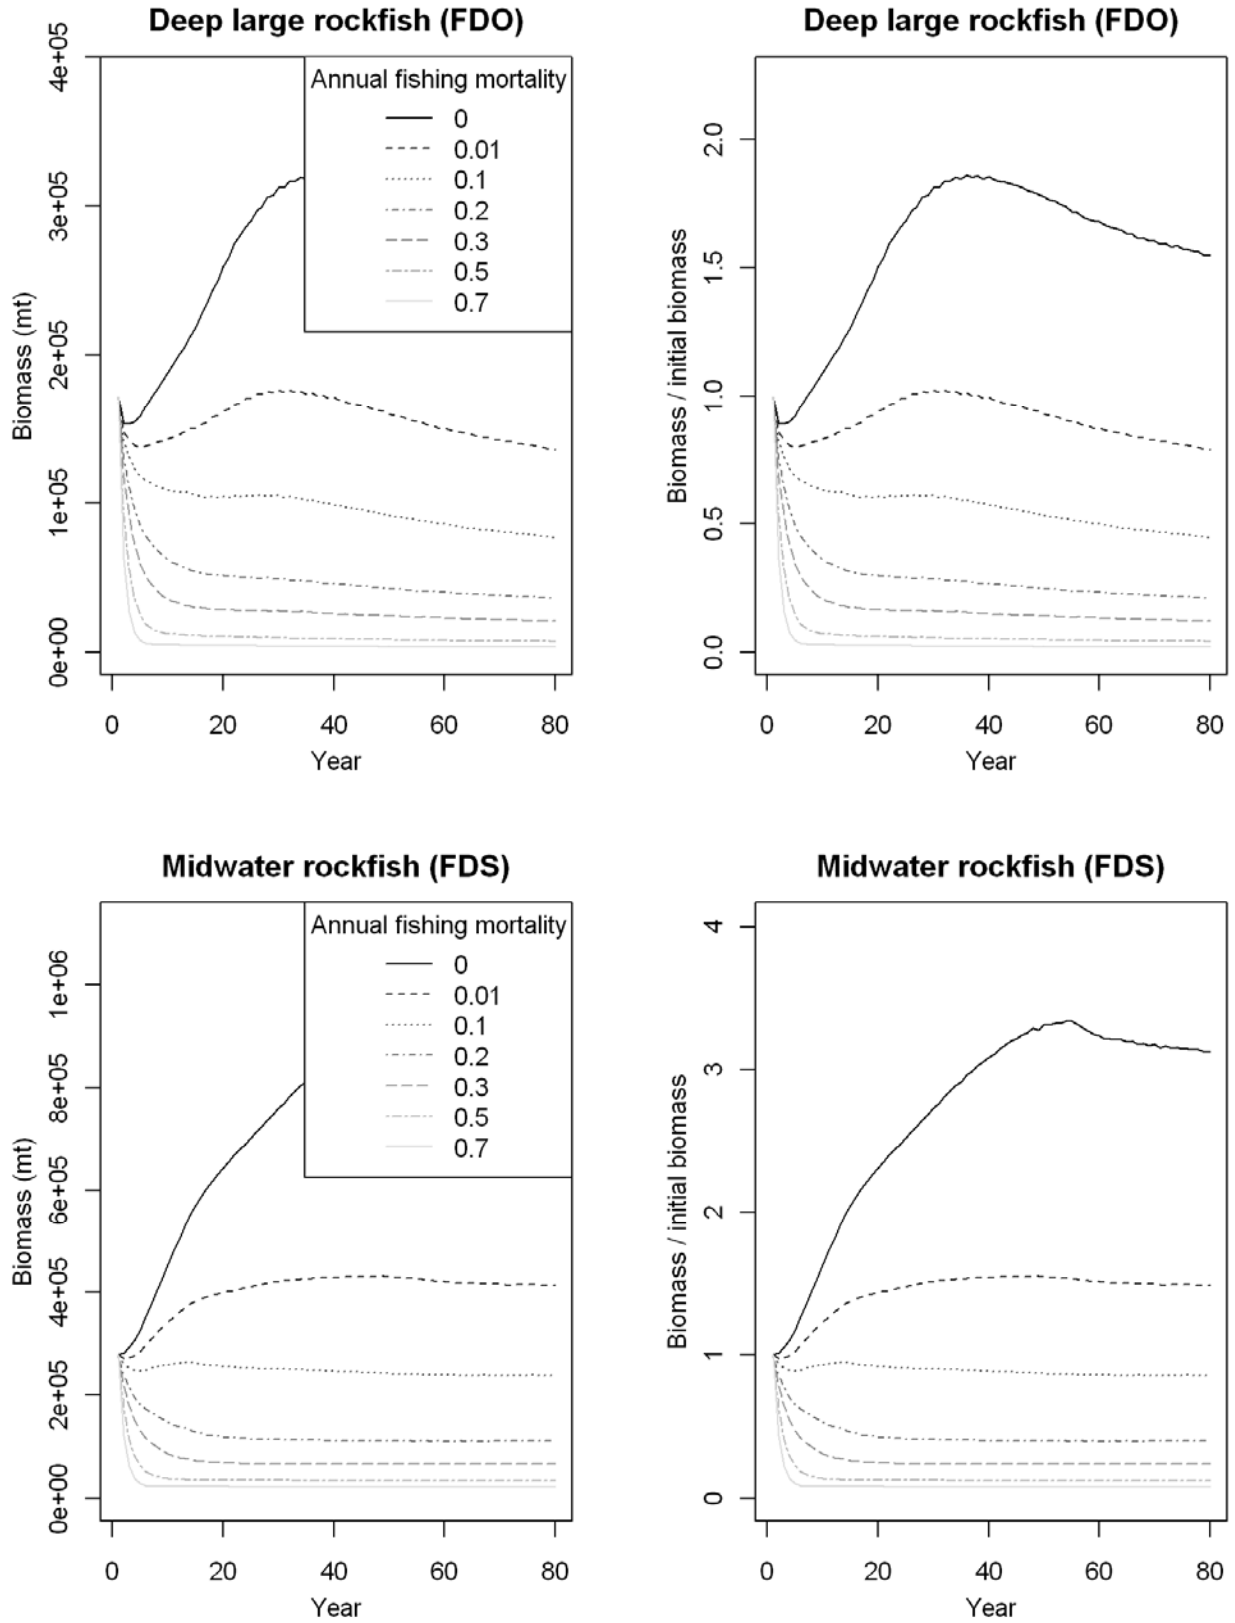 Deep large rockfish (FDO)
Biomass (mt)
4e+05
3e+05
2e+05
1e+05
0e+00
Annual fishing mortality
0
0.01
0.1
0.2
0.3
0.5
0.7
0 20 40 60 80
Year
Deep large rockfish (FDO)
Biomass / initial biomass
2.0
1.5
1.0
0.5
0.0
0 20 40 60 80
Year
Midwater rockfish (FDS)
Biomass (mt)
1e+06
8e+05
6e+05
4e+05
2e+05
0e+00
Annual fishing mortality
0
0.01
0.1
0.2
0.3
0.5
0.7
0 20 40 60 80
Year
Midwater rockfish (FDS)
Biomass / initial biomass
4
3
2
1
0
0 20 40 60 80
Year